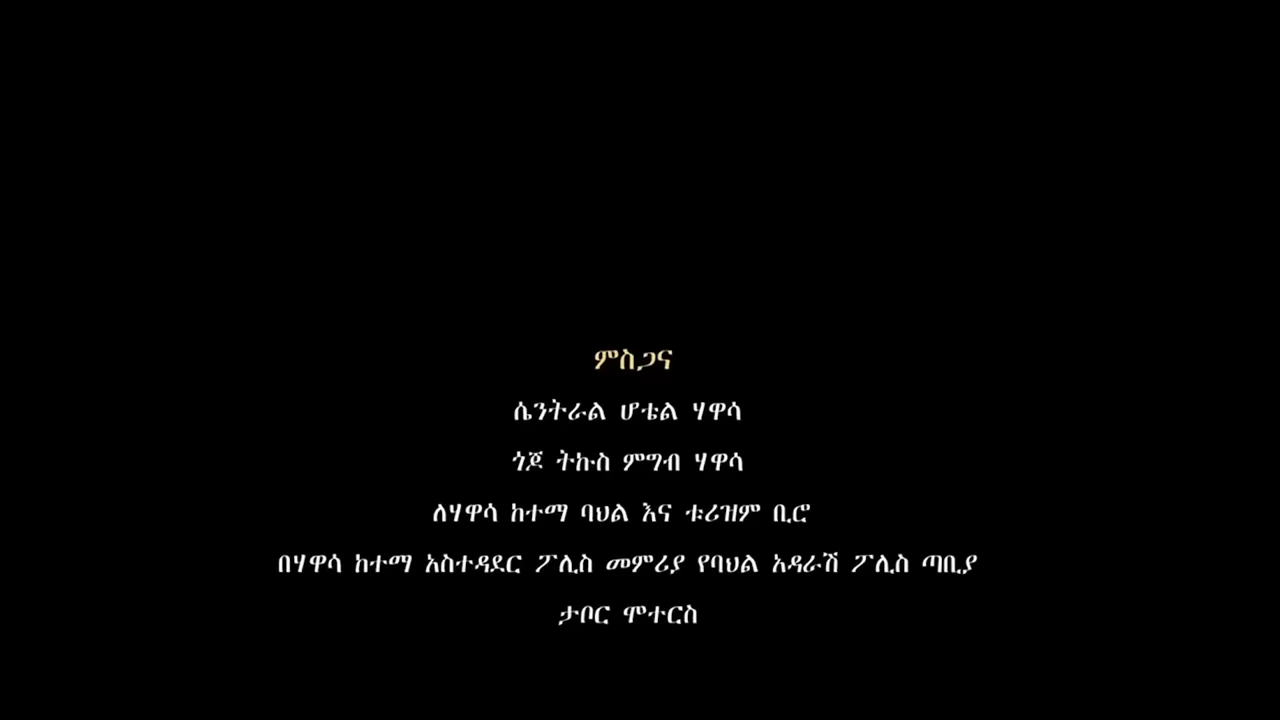 ምስጋና
ሴንትራል ሆቴል ሃዋሳ
ጎጆ ትኩስ ምግብ ሃዋሳ
ለሃዋሳ ከተማ ባህል እና ቱሪዝም ቢሮ
በሃዋሳ ከተማ አስተዳደር ፖሊስ መምሪያ የባህል አዳራሽ ፖሊስ ጣቢያ
ታቦር ሞተርስ